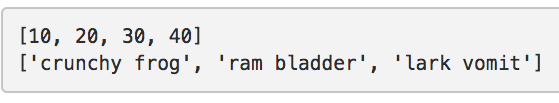 [10, 20, 30, 40]
['crunchy frog', 'ram bladder', 'lark vomit']